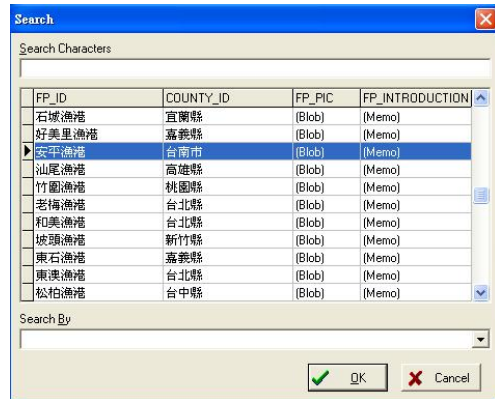 Search
Search Characters
FP_ID COUNTY_ID FP_PIC FP_INTRODUCTION
石城漁港 宜蘭縣 (Blob) (Memo)
好美里漁港 嘉義縣 (Blob) (Memo)
安平漁港 台南市 (Blob) (Memo)
汕尾漁港 高雄縣 (Blob) (Memo)
竹圍漁港 桃園縣 (Blob) (Memo)
老梅漁港 台北縣 (Blob) (Memo)
和美漁港 台北縣 (Blob) (Memo)
坡頭漁港 新竹縣 (Blob) (Memo)
東石漁港 嘉義縣 (Blob) (Memo)
東澳漁港 台北縣 (Blob) (Memo)
松柏漁港 台中縣 (Blob) (Memo)
Search By
OK Cancel